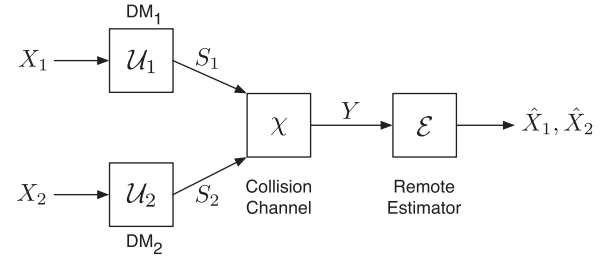 DM₁
X₁ 𝒰₁ S₁
χ Y ℰ X̂₁, X̂₂
X₂ 𝒰₂ S₂
DM₂
Collision Channel
Remote Estimator